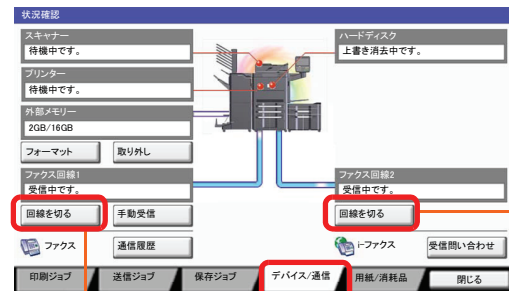 状況確認
スキャナー
待機中です。
ハードディスク
上書き消去中です。
プリンター
待機中です。
外部メモリー
2GB/16GB
フォーマット
取り外し
ファクス回線1
受信中です。
ファクス回線2
受信中です。
回線を切る
手動受信
回線を切る
ファクス
通信履歴
i-ファクス
受信問い合わせ
印刷ジョブ
送信ジョブ
保存ジョブ
デバイス/通信
用紙/消耗品
閉じる